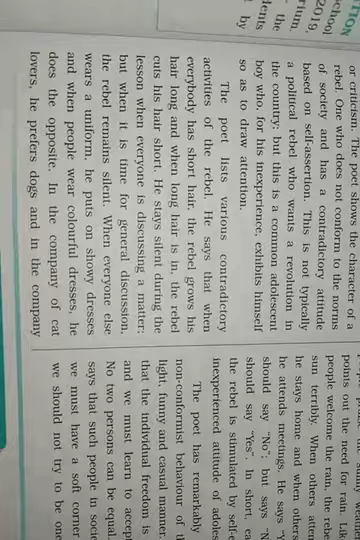 TION
School
2019,
rium,
- the
dents
t by
or criticism. The poet shows the character of a
rebel. One who does not conform to the norms
of society and has a contradictory attitude
based on self-assertion. This is not typically
a political rebel who wants a revolution in
the country; but this is a common adolescent
boy who, for his inexperience, exhibits himself
so as to draw attention.
The poet lists various contradictory
activities of the rebel. He says that when
everybody has short hair, the rebel grows his
hair long and when long hair is in, the rebel
cuts his hair short. He stays silent during the
lesson when everyone is discussing a matter;
but when it is time for general discussion,
the rebel remains silent. When everyone else
wears a uniform, he puts on showy dresses
and when people wear colourful dresses, he
does the opposite. In the company of cat
lovers, he prefers dogs and in the company
points out the need for rain. Lik
people welcome the rain, the rebe
sun terribly. When others atten
he stays home and when others
he attends meetings. He says "Y
should say "No"; but says "N
should say "Yes". In short, ea
the rebel is stimulated by self-e
inexperienced attitude of adoles
The poet has remarkably
non-conformist behaviour of t
light, funny and casual manner.
that the individual freedom is
and we must learn to accep
No two persons can be equal.
says that such people in socie
we must have a soft corner
we should not try to be one